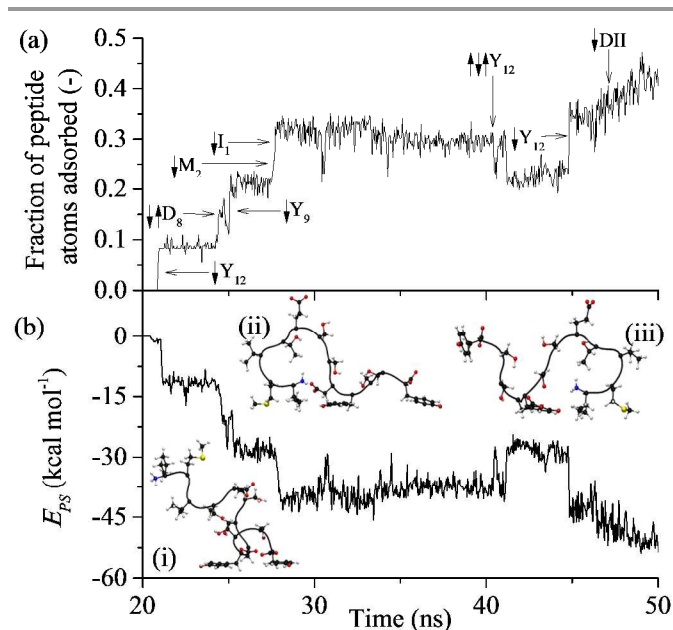 (a)
0.5
0.4
0.3
0.2
0.1
0.0
Fraction of peptide
atoms adsorbed (-)
↓DII
↑↓↑Y₁₂
↓I₁
↓M₂
↓Y₁₂
↓↑D₈
↓Y₉
↓Y₁₂
(b)
0
-15
-30
-45
-60
E_PS (kcal mol⁻¹)
(ii)
(iii)
(i)
20
30
40
50
Time (ns)